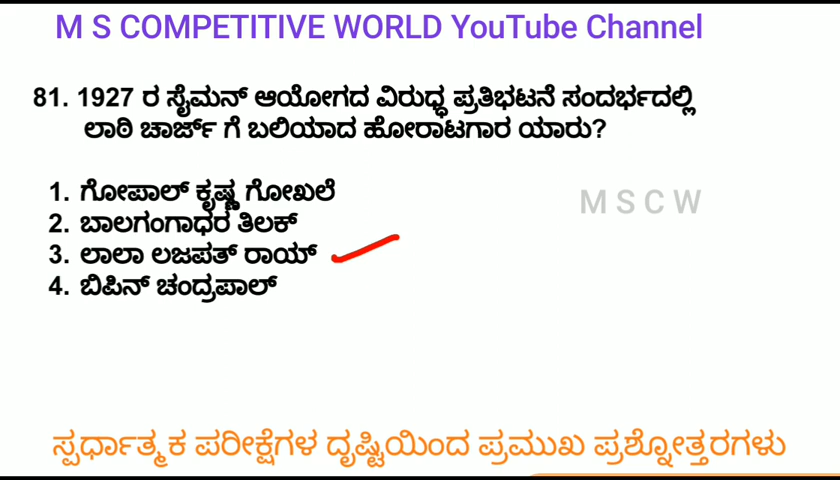 M S COMPETITIVE WORLD YouTube Channel
81. 1927 ರ ಸೈಮನ್ ಆಯೋಗದ ವಿರುದ್ಧ ಪ್ರತಿಭಟನೆ ಸಂದರ್ಭದಲ್ಲಿ
ಲಾಠಿ ಚಾರ್ಜ್ ಗೆ ಬಲಿಯಾದ ಹೋರಾಟಗಾರ ಯಾರು?
1. ಗೋಪಾಲ್ ಕೃಷ್ಣ ಗೋಖಲೆ
M S C W
2. ಬಾಲಗಂಗಾಧರ ತಿಲಕ್
3. ಲಾಲಾ ಲಜಪತ್ ರಾಯ್
4. ಬಿಪಿನ್ ಚಂದ್ರಪಾಲ್
ಸ್ಪರ್ಧಾತ್ಮಕ ಪರೀಕ್ಷೆಗಳ ದೃಷ್ಟಿಯಿಂದ ಪ್ರಮುಖ ಪ್ರಶ್ನೋತ್ತರಗಳು